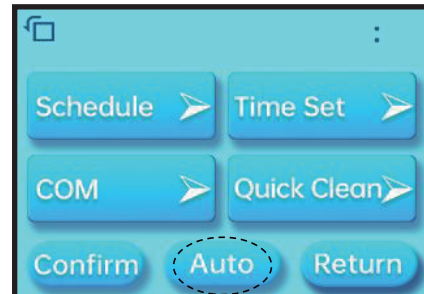 :
Schedule Time Set
COM Quick Clean
Confirm Auto Return